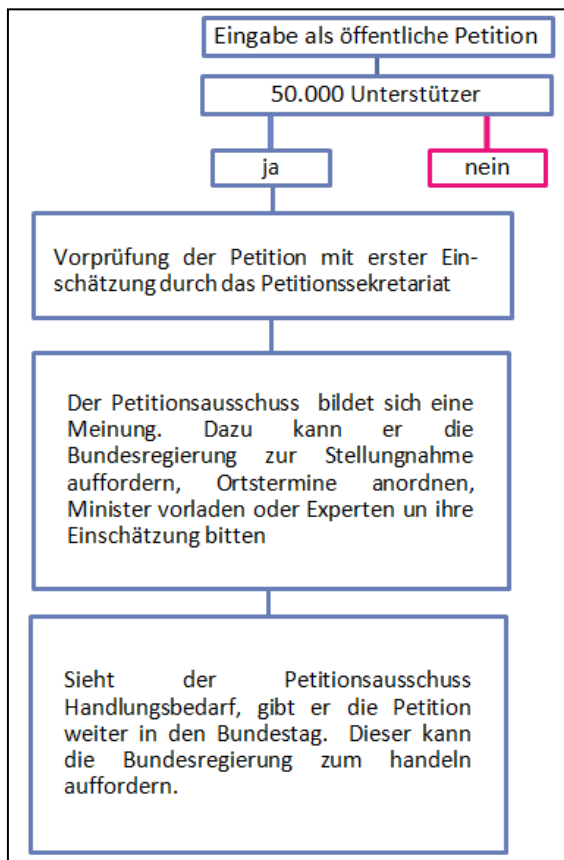 Eingabe als öffentliche Petition
50.000 Unterstützer
ja
nein
Vorprüfung der Petition mit erster Ein-
schätzung durch das Petitionssekretariat
Der Petitionsausschuss bildet sich eine
Meinung. Dazu kann er die
Bundesregierung zur Stellungnahme
auffordern, Ortstermine anordnen,
Minister vorladen oder Experten un ihre
Einschätzung bitten
Sieht der Petitionsausschuss
Handlungsbedarf, gibt er die Petition
weiter in den Bundestag. Dieser kann
die Bundesregierung zum handeln
auffordern.